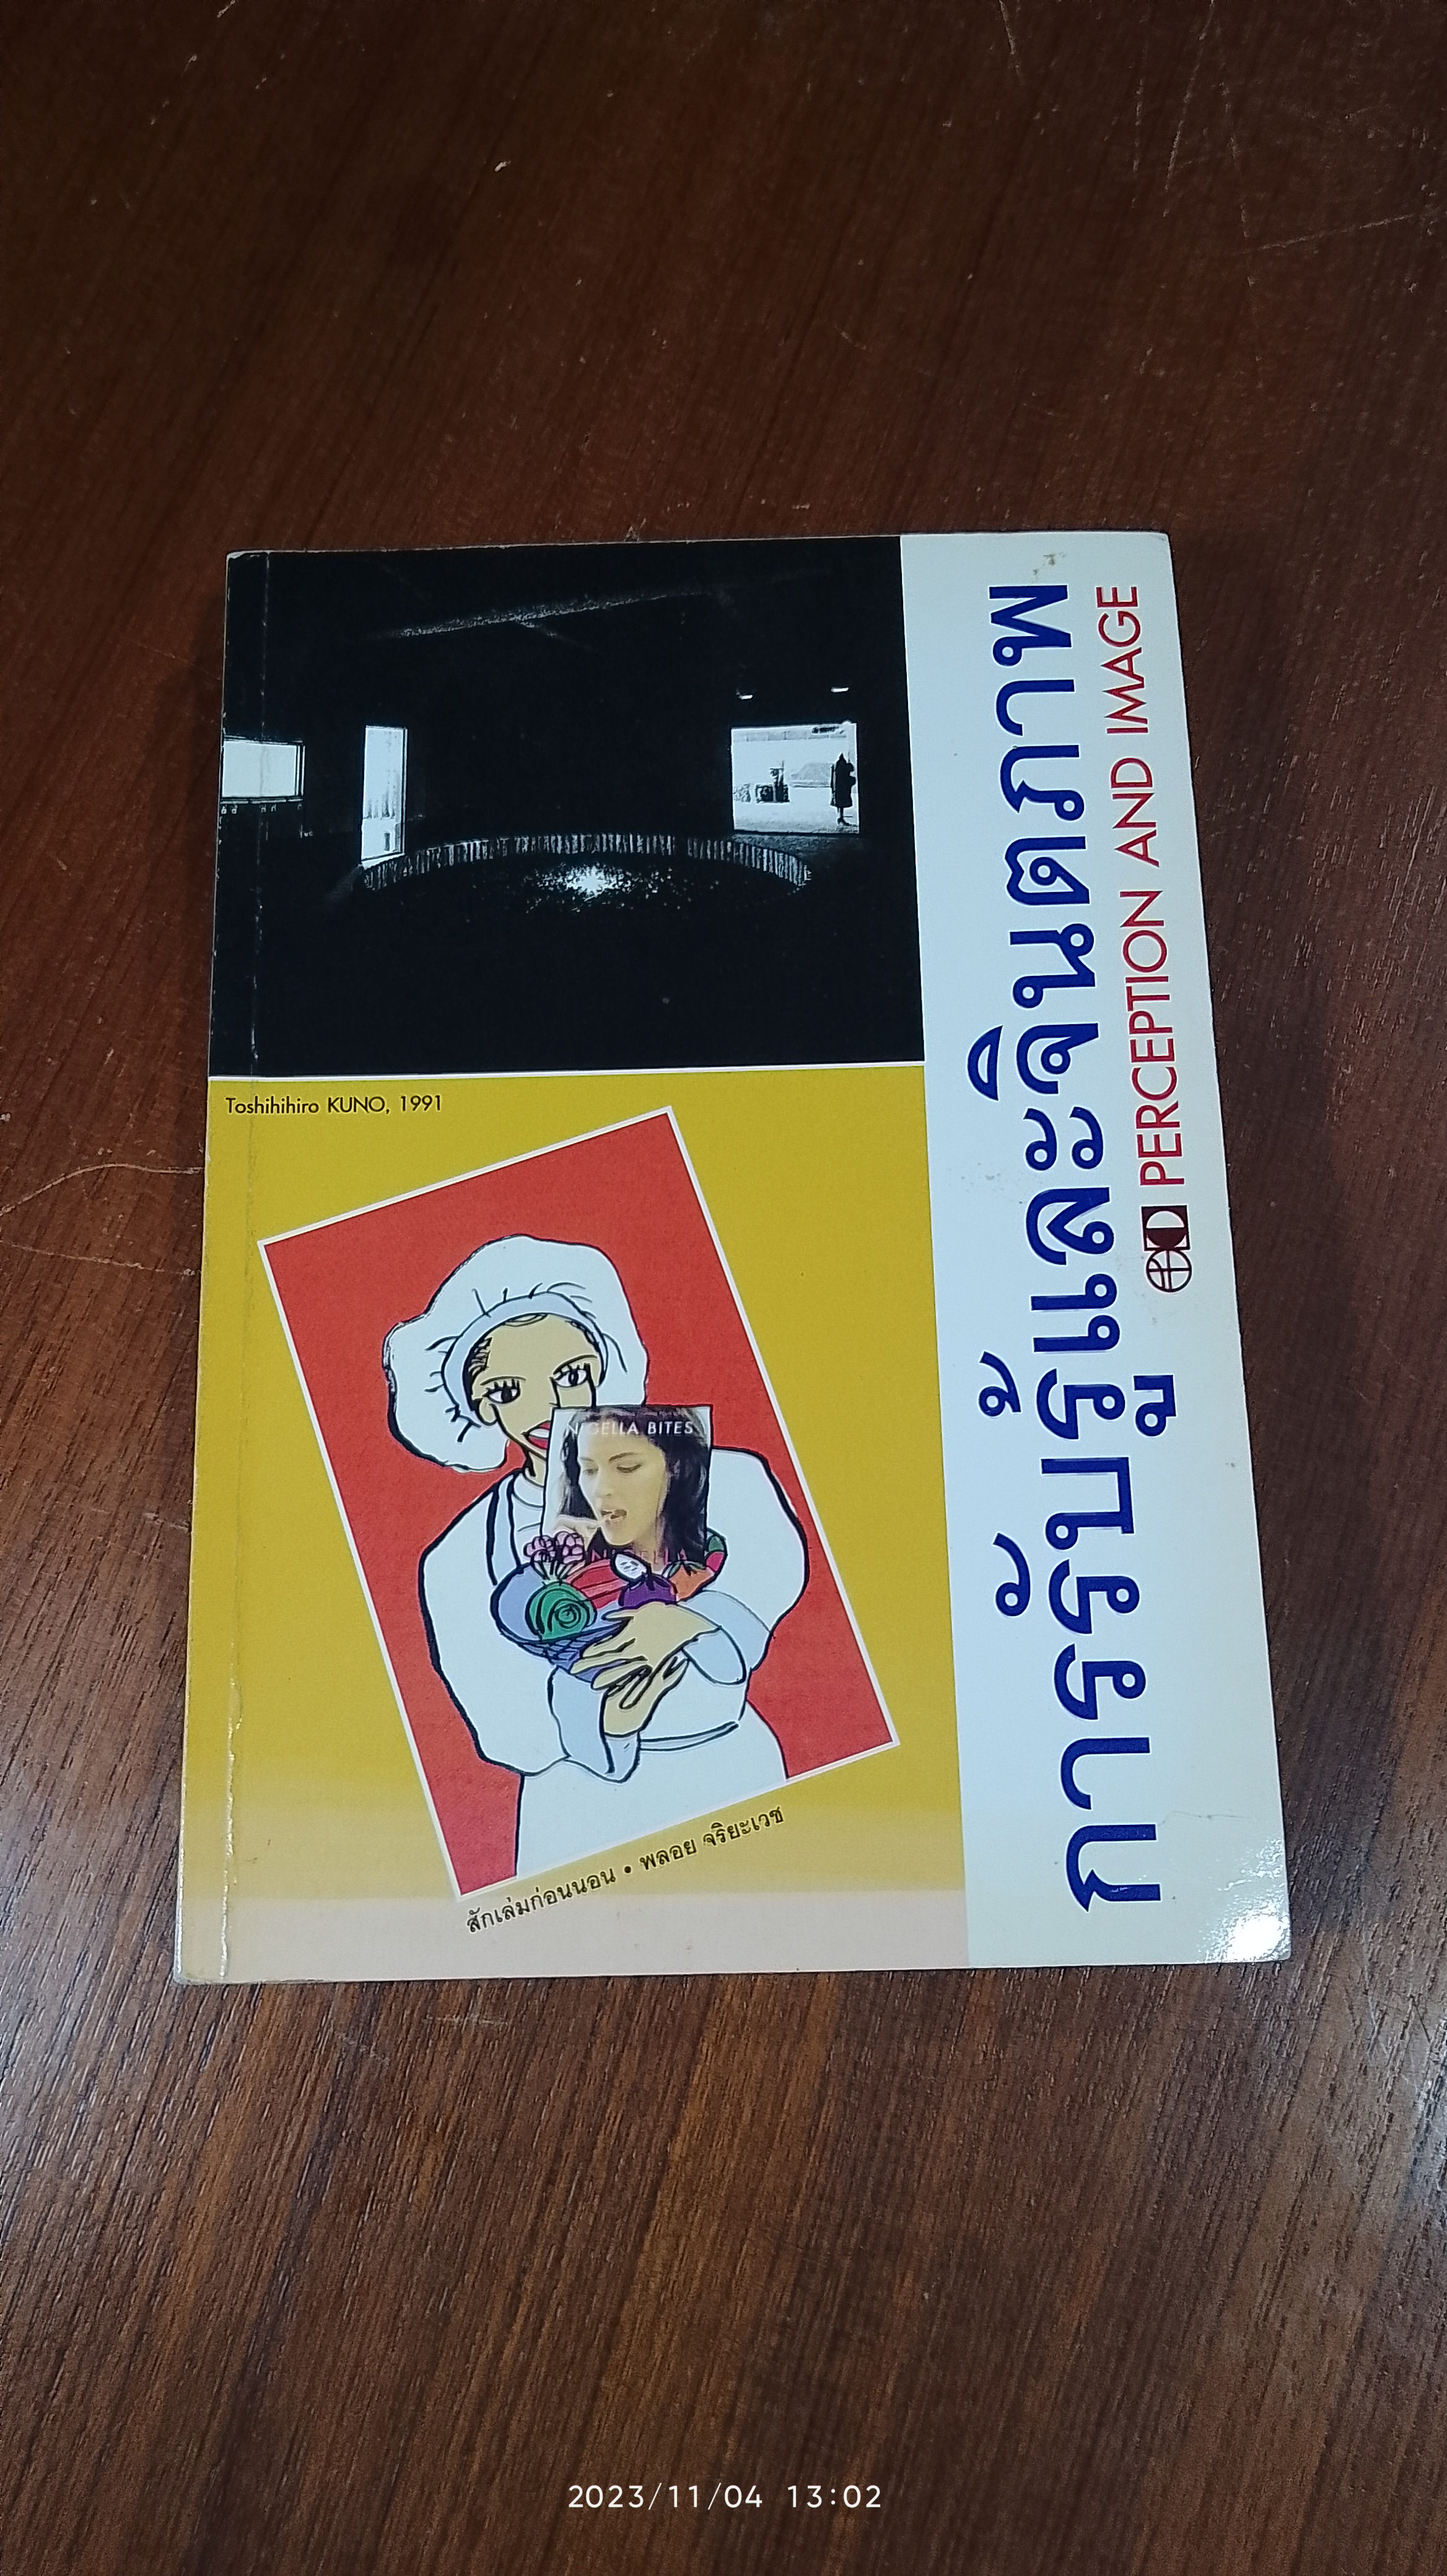 การรับรู้และจินตภาพ
PERCEPTION AND IMAGE
Toshihihiro KUNO, 1991
NIGELLA BITES
สักเล่มก่อนนอน • พลอย จริยะเวช
2023/11/04 13:02